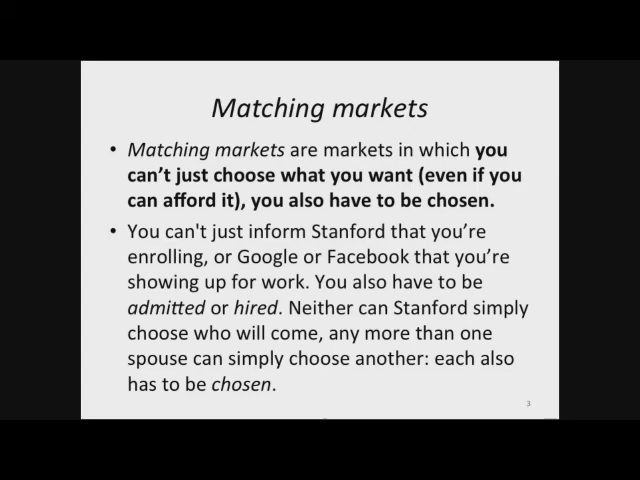 Matching markets
• Matching markets are markets in which you
can't just choose what you want (even if you
can afford it), you also have to be chosen.
• You can't just inform Stanford that you're
enrolling, or Google or Facebook that you're
showing up for work. You also have to be
admitted or hired. Neither can Stanford simply
choose who will come, any more than one
spouse can simply choose another: each also
has to be chosen.
3